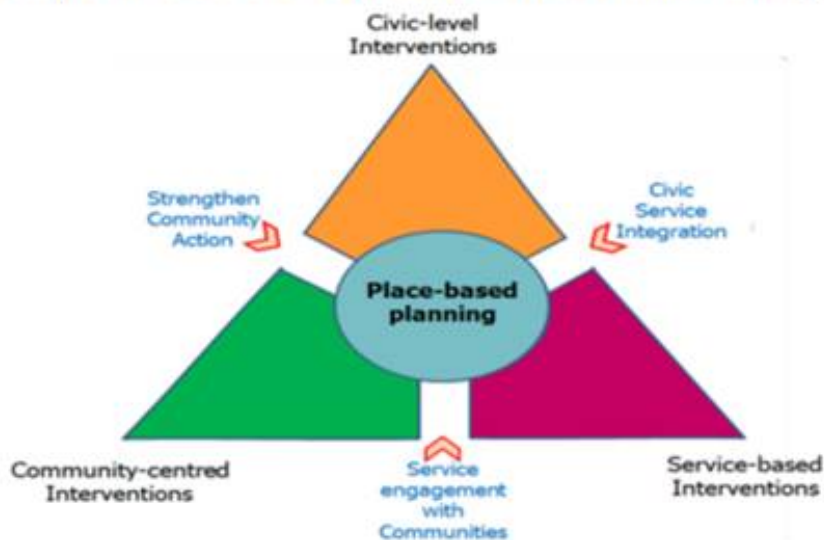 Civic-level
Interventions
Strengthen
Community
Action
Civic
Service
Integration
Place-based
planning
Community-centred
Interventions
Service
engagement
with
Communities
Service-based
Interventions